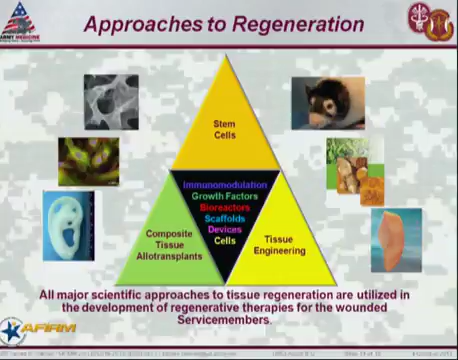 ARMY MEDICINE
Approaches to Regeneration
Stem
Cells
Immunomodulation
Growth Factors
Bioreactors
Scaffolds
Devices
Cells
Composite
Tissue
Allotransplants
Tissue
Engineering
All major scientific approaches to tissue regeneration are utilized in
the development of regenerative therapies for the wounded
Servicemembers.
AFIRM